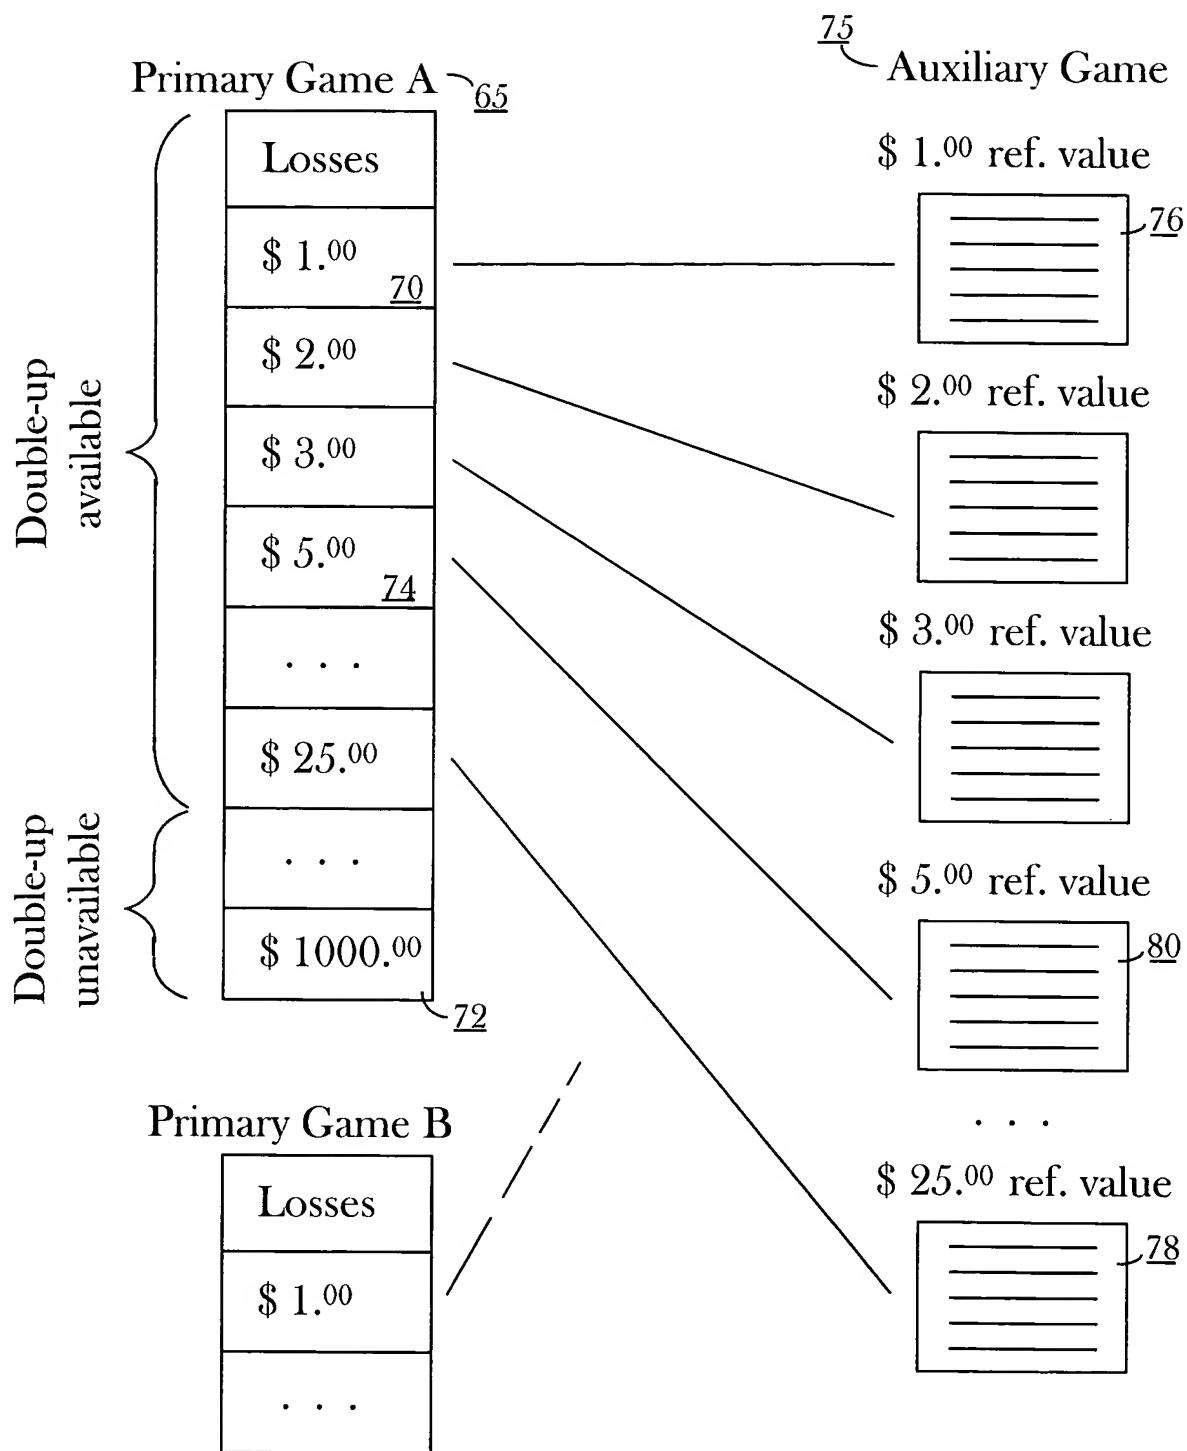 75
Auxiliary Game
Primary Game A
65
Losses
$ 1.00
70
$ 2.00
$ 3.00
$ 5.00
74
. . .
$ 25.00
. . .
$ 1000.00
72
Double-up
available
Double-up
unavailable
$ 1.00 ref. value
76
$ 2.00 ref. value
$ 3.00 ref. value
$ 5.00 ref. value
80
. . .
$ 25.00 ref. value
78
Primary Game B
Losses
$ 1.00
. . .